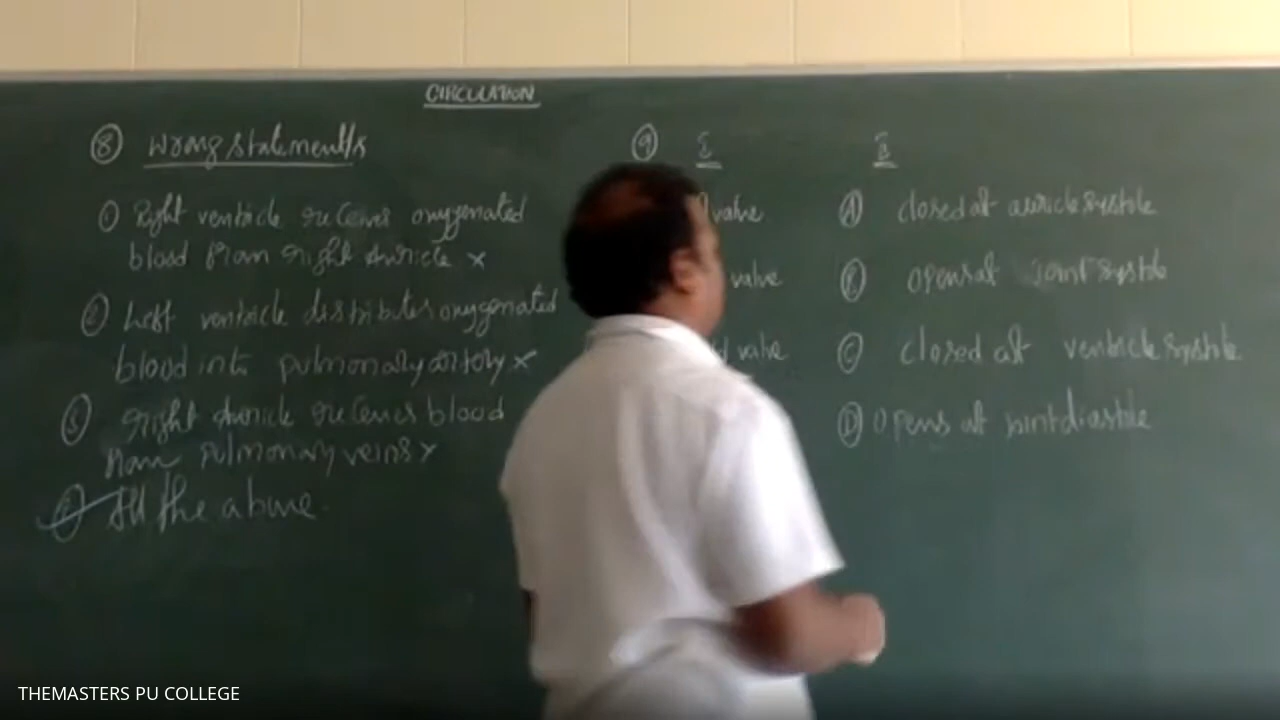 CIRCULATION
8 Wrong statement/s
1 Right ventricle receives oxygenated
blood from right auricle x
2 Left ventricle distributes oxygenated
blood into pulmonary artery x
3 right auricle receives blood
from pulmonary veins x
4 All the above.
9 I II
valve A closed at auricle systole
valve B opens at joint systole
valve C closed at ventricle systole
D opens at joint diastole
THEMASTERS PU COLLEGE